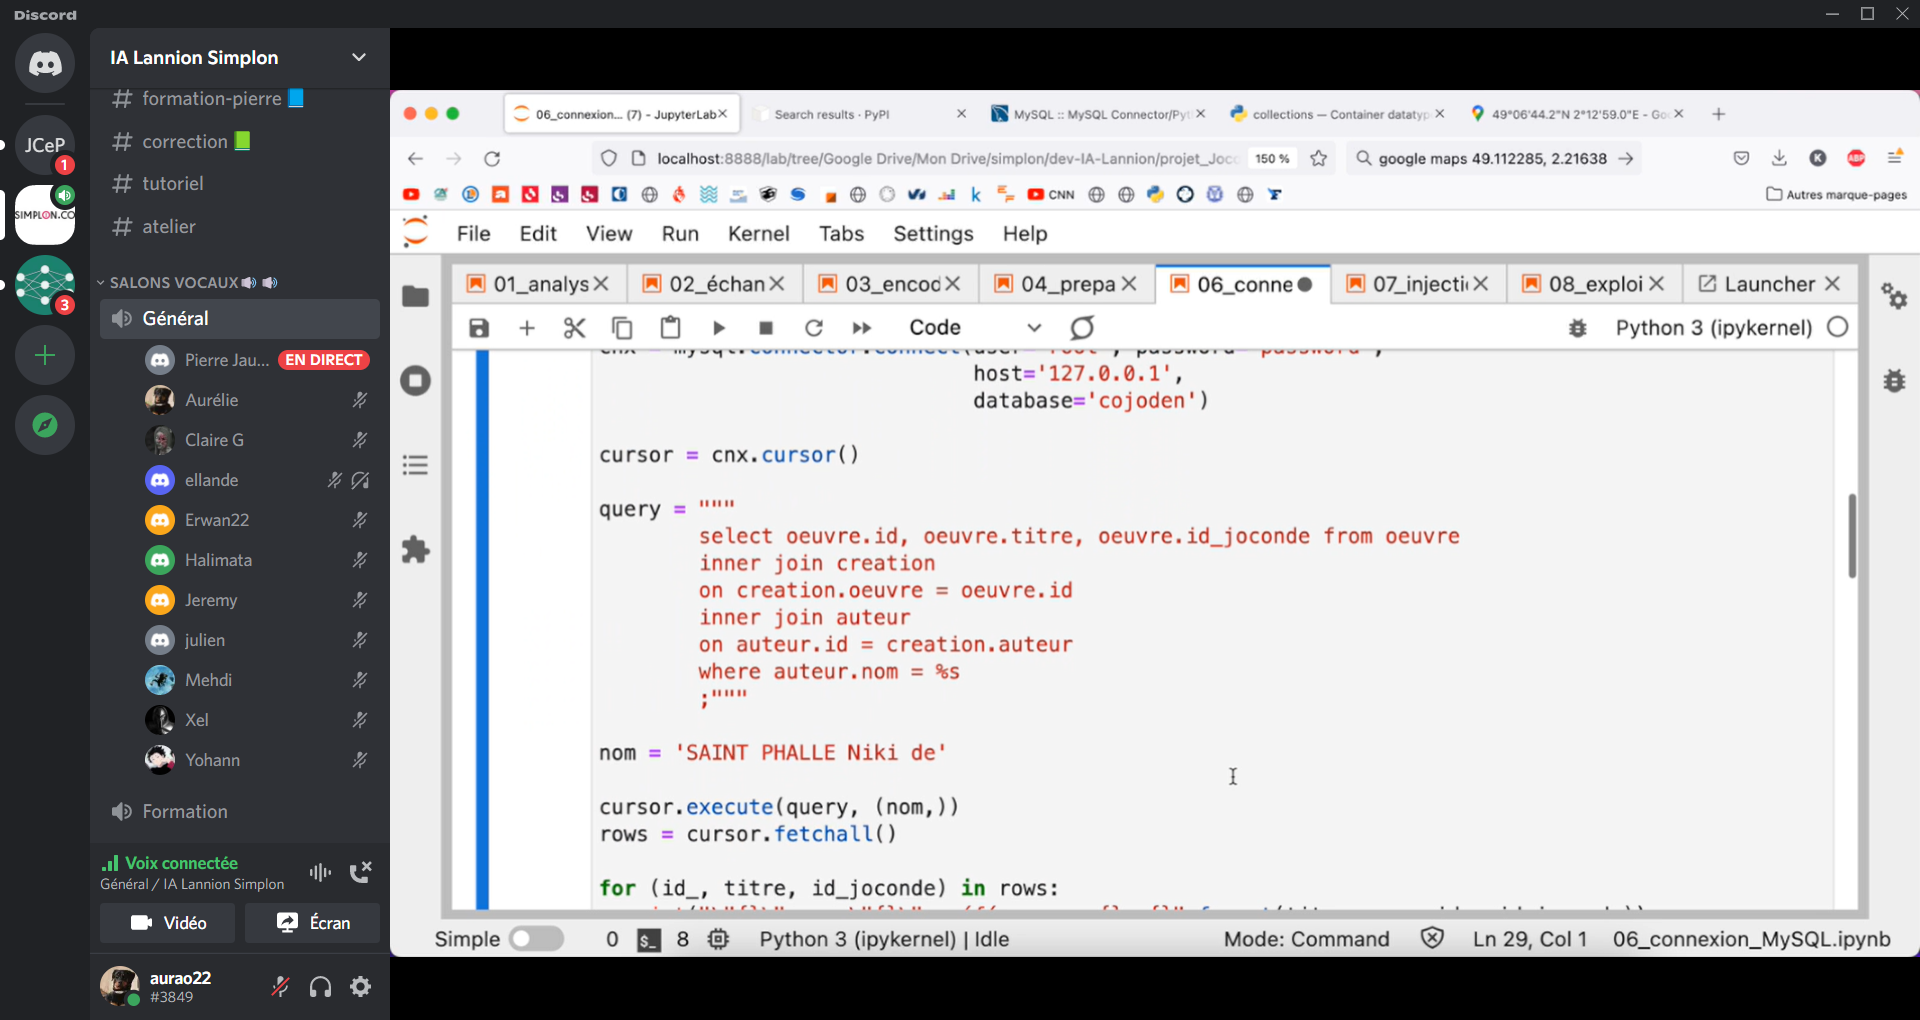 Discord
IA Lannion Simplon
# formation-pierre
# correction
# tutoriel
# atelier
JCeP
1
SIMPLON.CO
3
SALONS VOCAUX
Général
Pierre Jau... EN DIRECT
Aurélie
Claire G
ellande
Erwan22
Halimata
Jeremy
julien
Mehdi
Xel
Yohann
Formation
Voix connectée
Général / IA Lannion Simplon
Vidéo
Écran
aurao22
#3849
06_connexion... (7) - JupyterLab
Search results · PyPI
MySQL :: MySQL Connector/Pyt
collections — Container datatyp
49°06'44.2"N 2°12'59.0"E - Goo
localhost:8888/lab/tree/Google Drive/Mon Drive/simplon/dev-IA-Lannion/projet_Joco
150 %
google maps 49.112285, 2.21638
K
ABP
CNN
Autres marque-pages
File Edit View Run Kernel Tabs Settings Help
01_analys
02_échan
03_encod
04_prepa
06_conne
07_injecti
08_exploi
Launcher
Code
Python 3 (ipykernel)
cnx = mysql.connector.connect(user='root', password='password',
host='127.0.0.1',
database='cojoden')
cursor = cnx.cursor()
query = """
select oeuvre.id, oeuvre.titre, oeuvre.id_joconde from oeuvre
inner join creation
on creation.oeuvre = oeuvre.id
inner join auteur
on auteur.id = creation.auteur
where auteur.nom = %s
;"""
nom = 'SAINT PHALLE Niki de'
cursor.execute(query, (nom,))
rows = cursor.fetchall()
for (id_, titre, id_joconde) in rows:
Simple
0
$_
8
Python 3 (ipykernel) | Idle
Mode: Command
Ln 29, Col 1
06_connexion_MySQL.ipynb